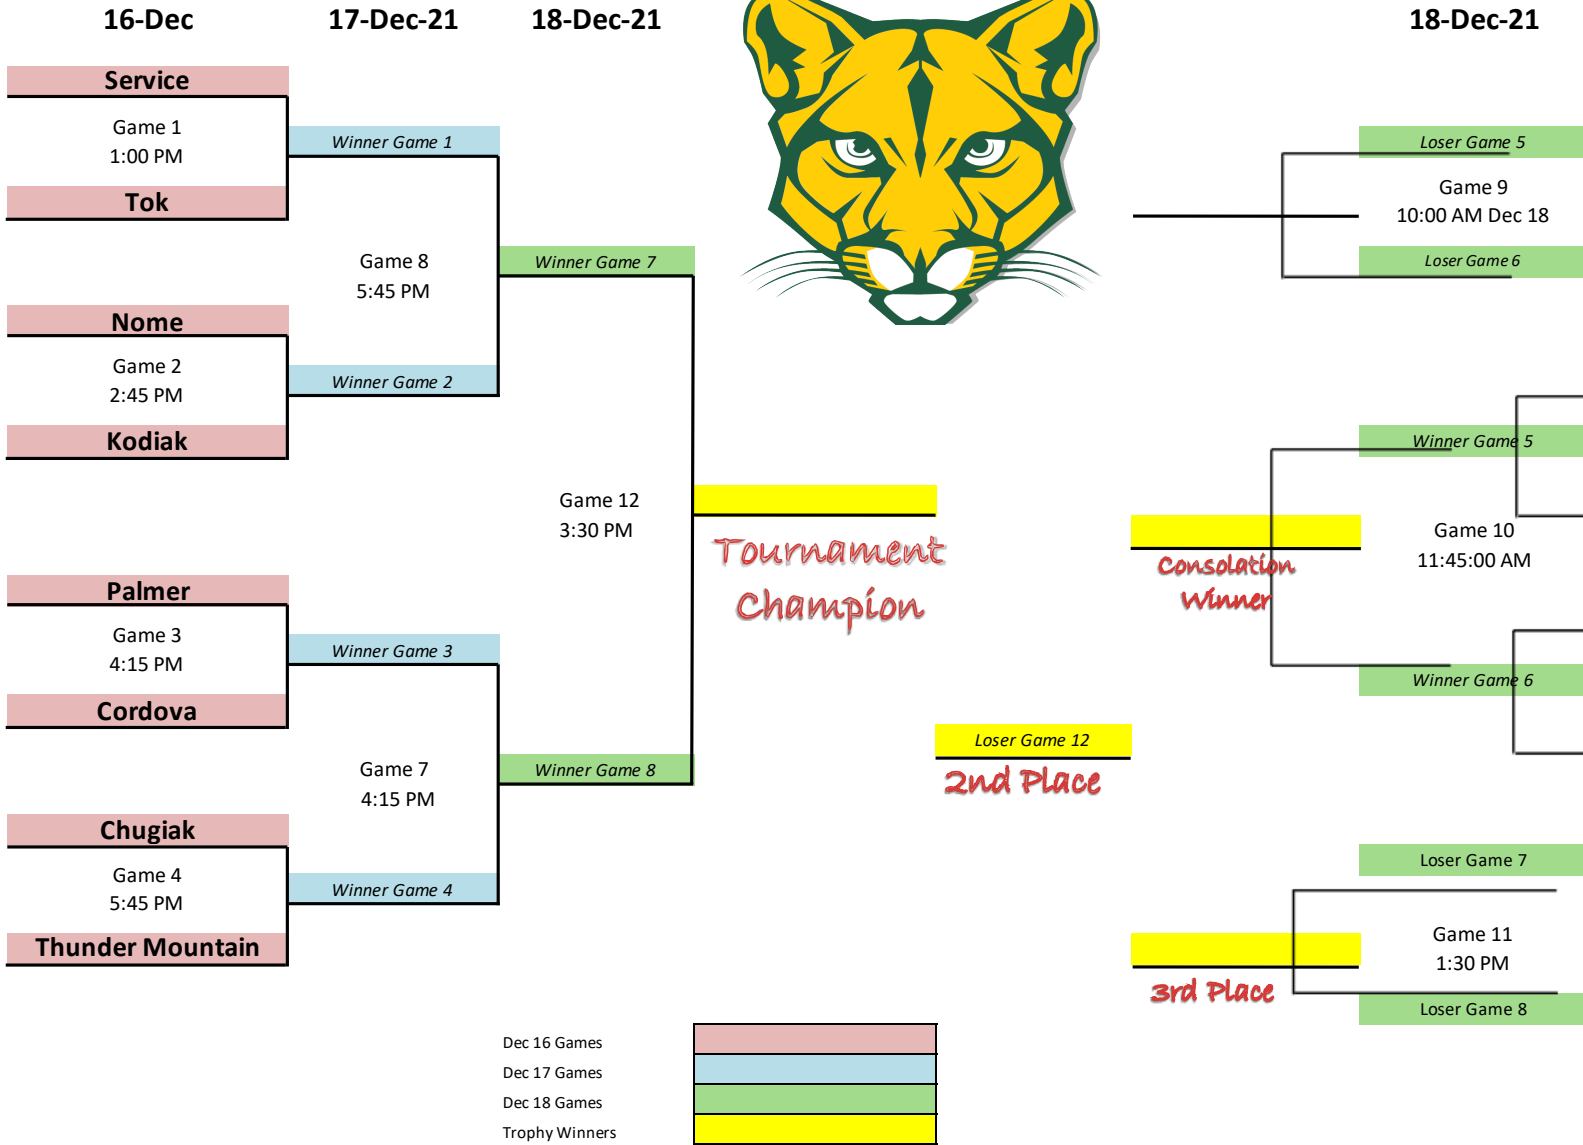 16-Dec
17-Dec-21
18-Dec-21
18-Dec-21
Service
Game 1
1:00 PM
Tok
Nome
Game 2
2:45 PM
Kodiak
Palmer
Game 3
4:15 PM
Cordova
Chugiak
Game 4
5:45 PM
Thunder Mountain
Winner Game 1
Game 8
5:45 PM
Winner Game 2
Winner Game 3
Game 7
4:15 PM
Winner Game 4
Winner Game 7
Game 12
3:30 PM
Winner Game 8
Tournament
Champion
Loser Game 12
2nd Place
Loser Game 5
Game 9
10:00 AM Dec 18
Loser Game 6
Winner Game 5
Game 10
11:45:00 AM
Consolation
Winner
Winner Game 6
Loser Game 7
Game 11
1:30 PM
3rd Place
Loser Game 8
Dec 16 Games
Dec 17 Games
Dec 18 Games
Trophy Winners